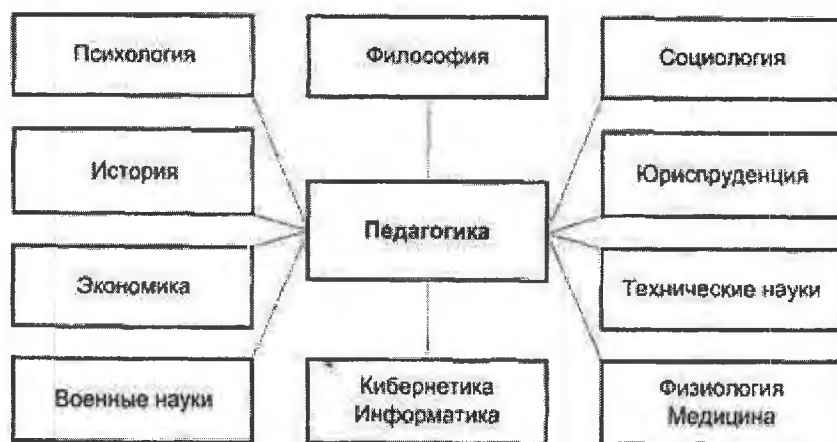 Психология
Философия
Социология
История
Юриспруденция
Педагогика
Экономика
Технические науки
Военные науки
Кибернетика
Информатика
Физиология
Медицина